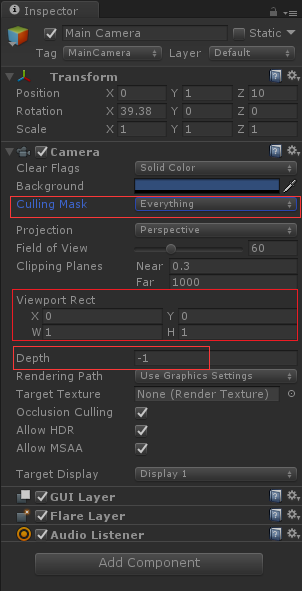 Inspector
Main Camera Static
Tag MainCamera Layer Default
Transform
Position X 0 Y 1 Z 10
Rotation X 39.38 Y 0 Z 0
Scale X 1 Y 1 Z 1
Camera
Clear Flags Solid Color
Background
Culling Mask Everything
Projection Perspective
Field of View 60
Clipping Planes Near 0.3
Far 1000
Viewport Rect
X 0 Y 0
W 1 H 1
Depth -1
Rendering Path Use Graphics Settings
Target Texture None (Render Texture)
Occlusion Culling
Allow HDR
Allow MSAA
Target Display Display 1
GUI Layer
Flare Layer
Audio Listener
Add Component